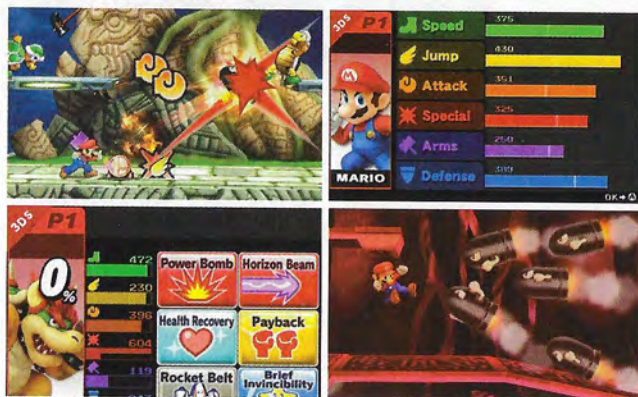 3DS
P1
MARIO
Speed
375
Jump
430
Attack
351
Special
325
Arms
250
Defense
389
OK→A
3DS
P1
0%
472
230
396
604
119
Power Bomb
Horizon Beam
Health Recovery
Payback
Rocket Belt
Brief
Invincibility